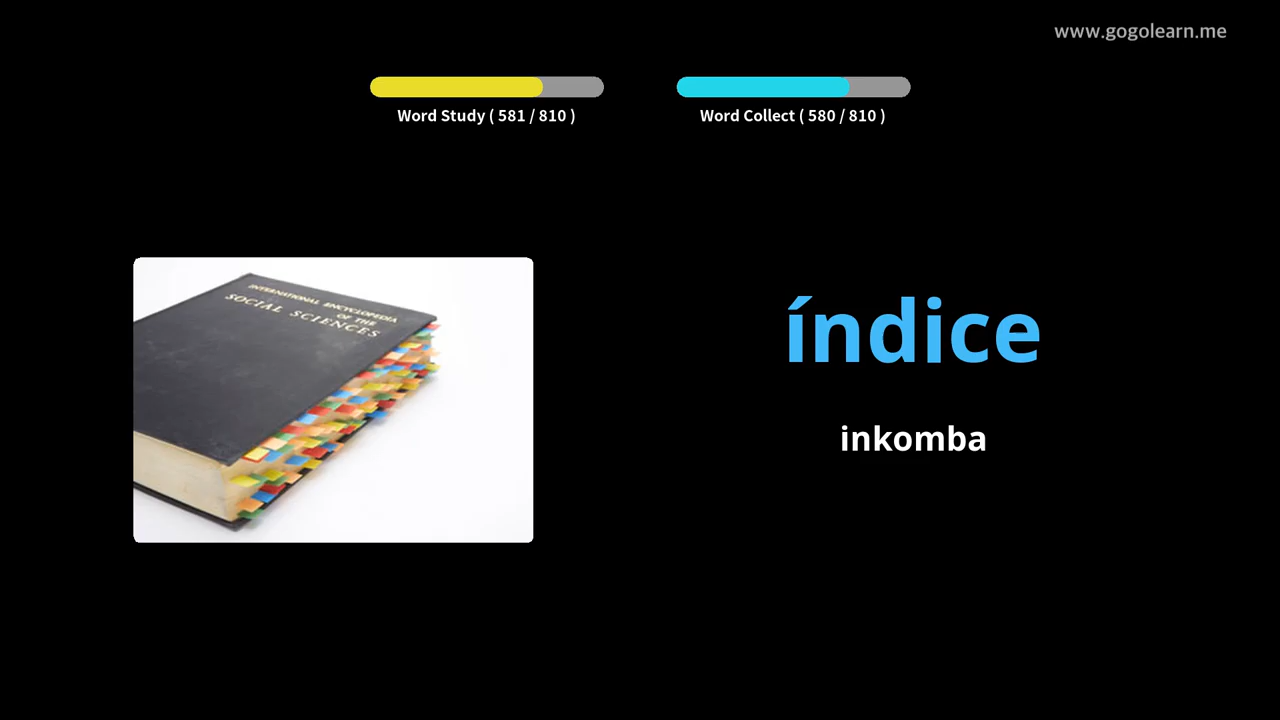 www.gogolearn.me
Word Study ( 581 / 810 )
Word Collect ( 580 / 810 )
INTERNATIONAL ENCYCLOPEDIA
OF THE
SOCIAL SCIENCES
índice
inkomba